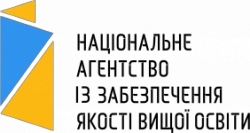 НАЦІОНАЛЬНЕ
АГЕНТСТВО
ІЗ ЗАБЕЗПЕЧЕННЯ
ЯКОСТІ ВИЩОЇ ОСВІТИ